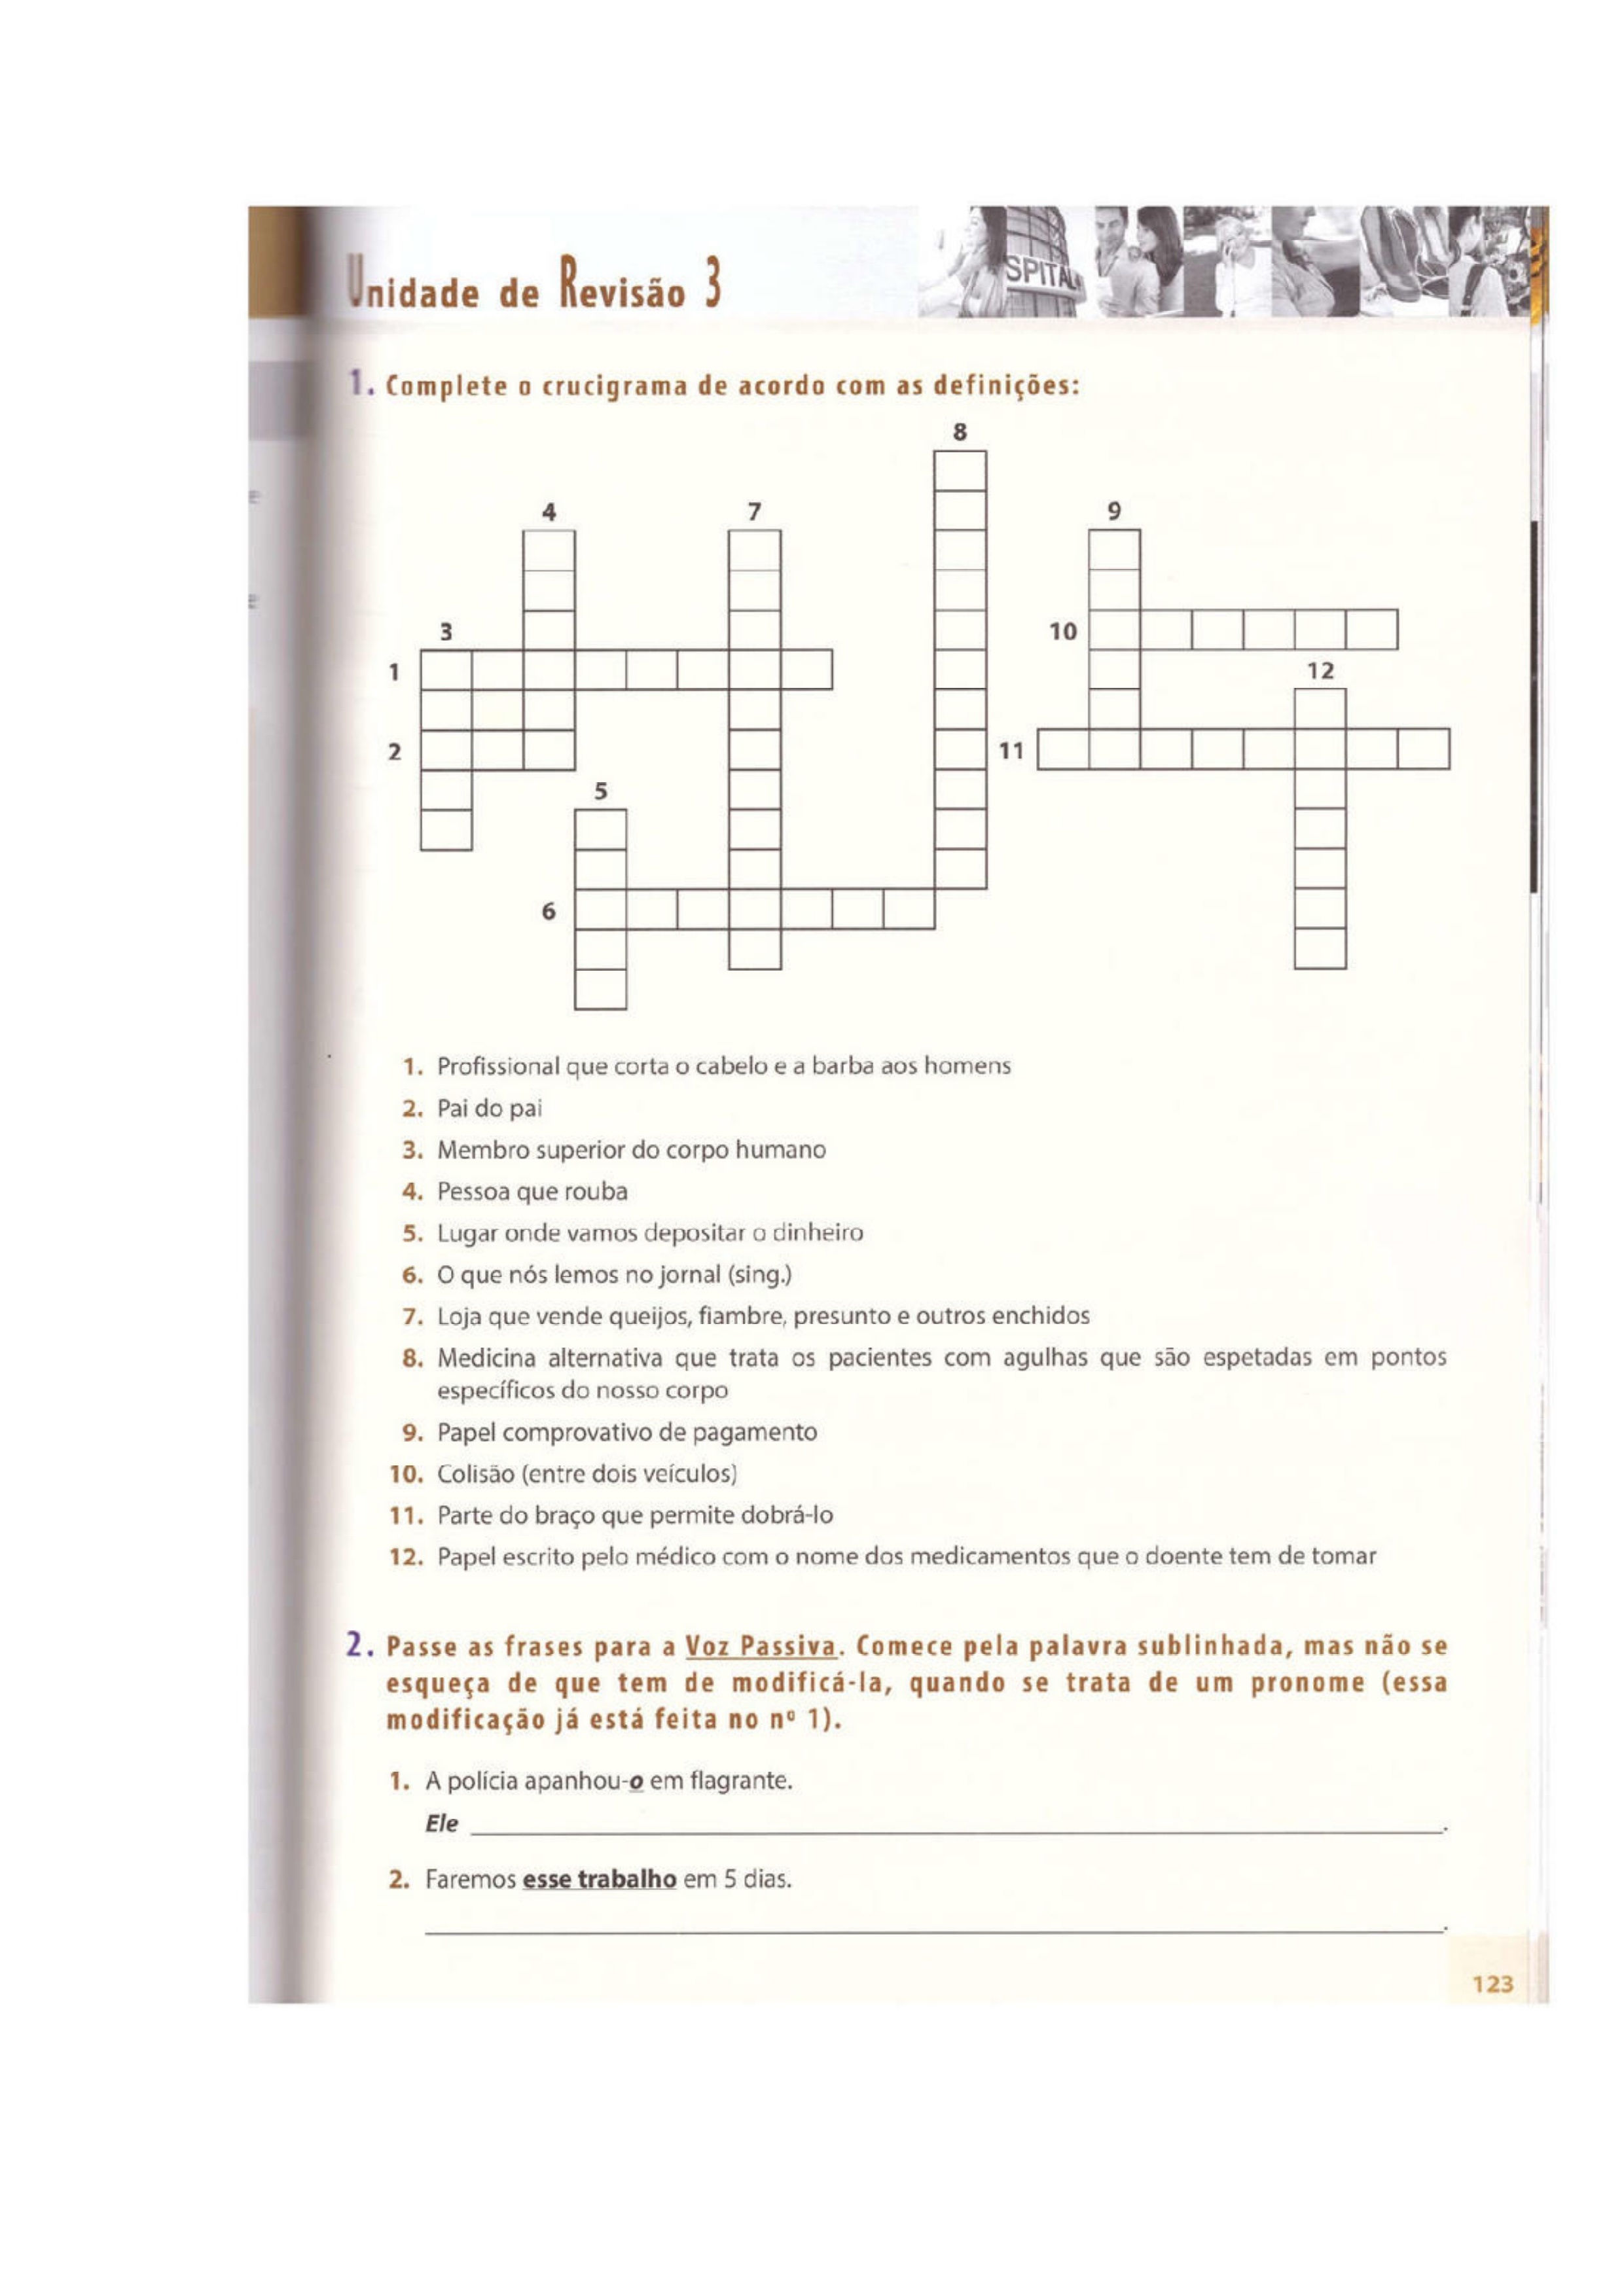 SPITAL
Unidade de Revisão 3
1. Complete o crucigrama de acordo com as definições:
8
4 7 9
3 10
1 12
2 11
5
6
1. Profissional que corta o cabelo e a barba aos homens
2. Pai do pai
3. Membro superior do corpo humano
4. Pessoa que rouba
5. Lugar onde vamos depositar o dinheiro
6. O que nós lemos no jornal (sing.)
7. Loja que vende queijos, fiambre, presunto e outros enchidos
8. Medicina alternativa que trata os pacientes com agulhas que são espetadas em pontos
específicos do nosso corpo
9. Papel comprovativo de pagamento
10. Colisão (entre dois veículos)
11. Parte do braço que permite dobrá-lo
12. Papel escrito pelo médico com o nome dos medicamentos que o doente tem de tomar
2. Passe as frases para a Voz Passiva. Comece pela palavra sublinhada, mas não se
esqueça de que tem de modificá-la, quando se trata de um pronome (essa
modificação já está feita no nº 1).
1. A polícia apanhou-o em flagrante.
Ele .
2. Faremos esse trabalho em 5 dias.
.
123